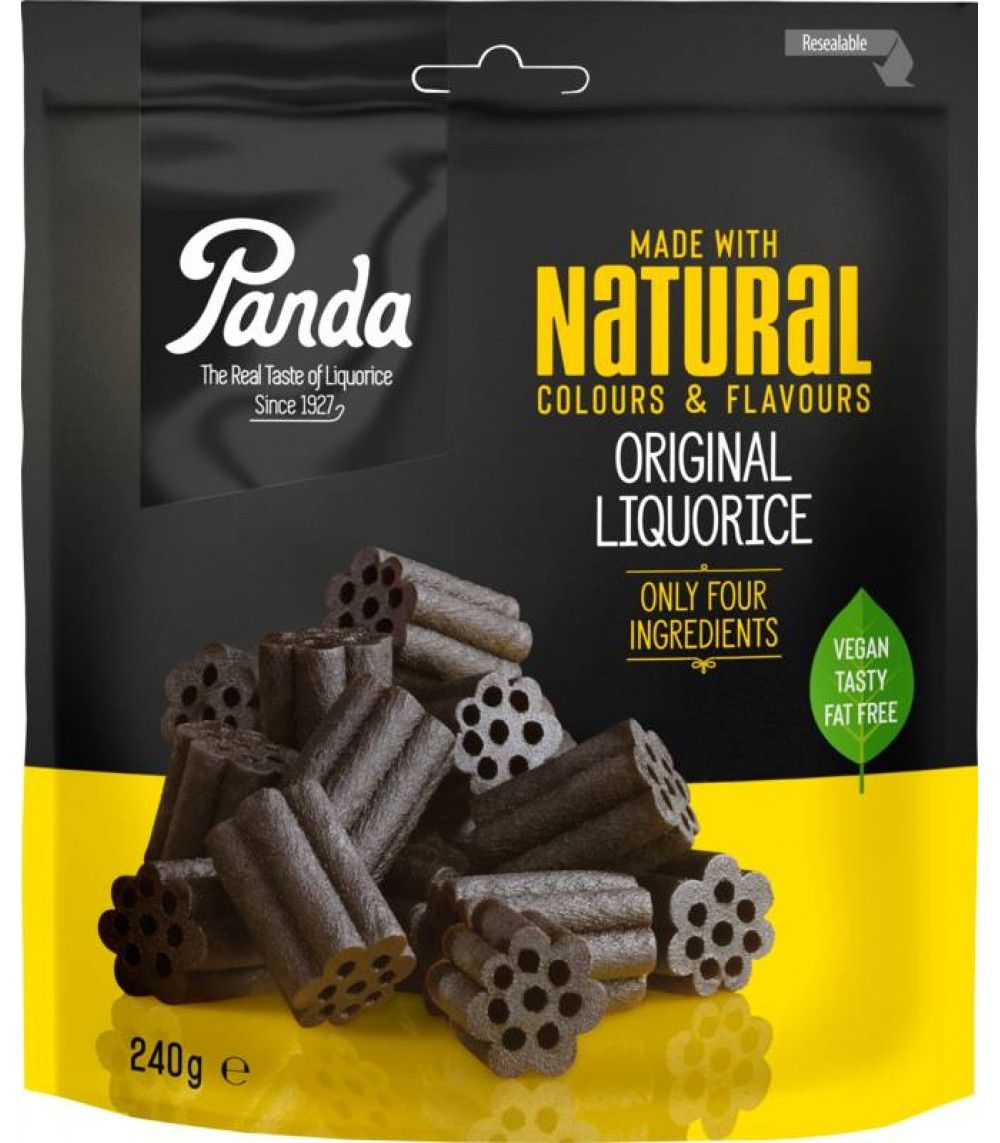 Resealable
Panda
The Real Taste of Liquorice
Since 1927
MADE WITH
NATURAL
COLOURS & FLAVOURS
ORIGINAL
LIQUORICE
ONLY FOUR
INGREDIENTS
VEGAN
TASTY
FAT FREE
240g ℮